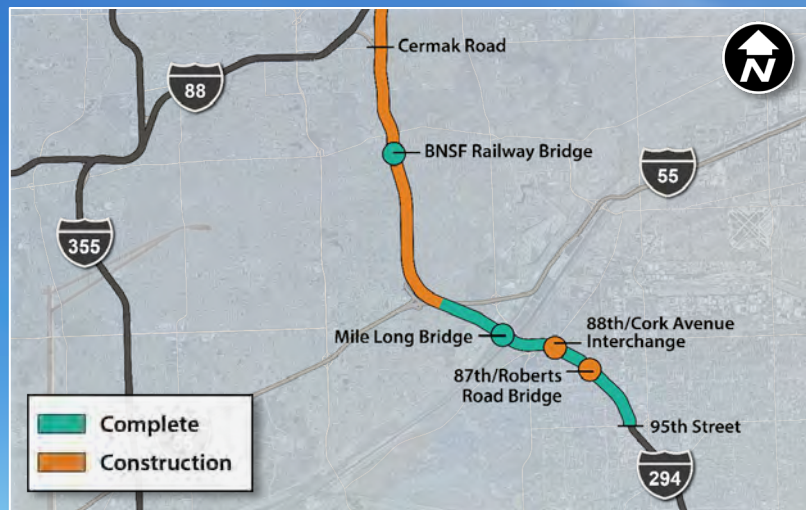 Cermak Road
N
88
BNSF Railway Bridge
55
355
88th/Cork Avenue
Interchange
Mile Long Bridge
87th/Roberts
Road Bridge
Complete
95th Street
Construction
294